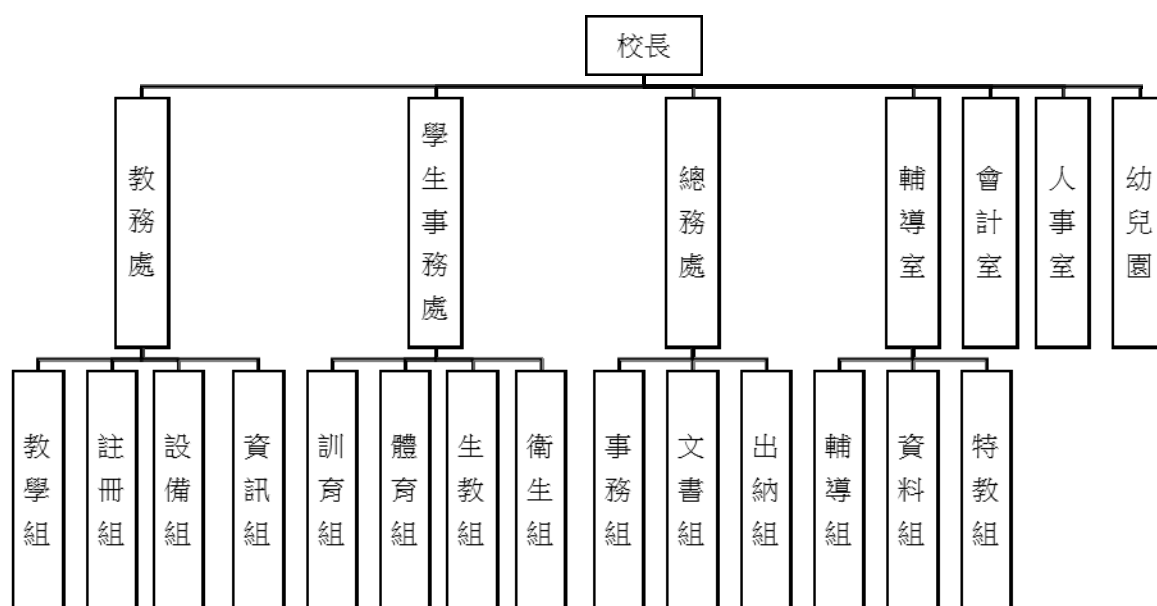 校長
教務處
學生事務處
總務處
輔導室
會計室
人事室
幼兒園
教學組
註冊組
設備組
資訊組
訓育組
體育組
生教組
衛生組
事務組
文書組
出納組
輔導組
資料組
特教組